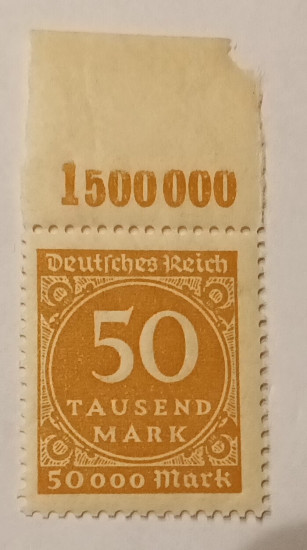 1500000
Deutsches Reich
50
TAUSEND
MARK
50000 Mark